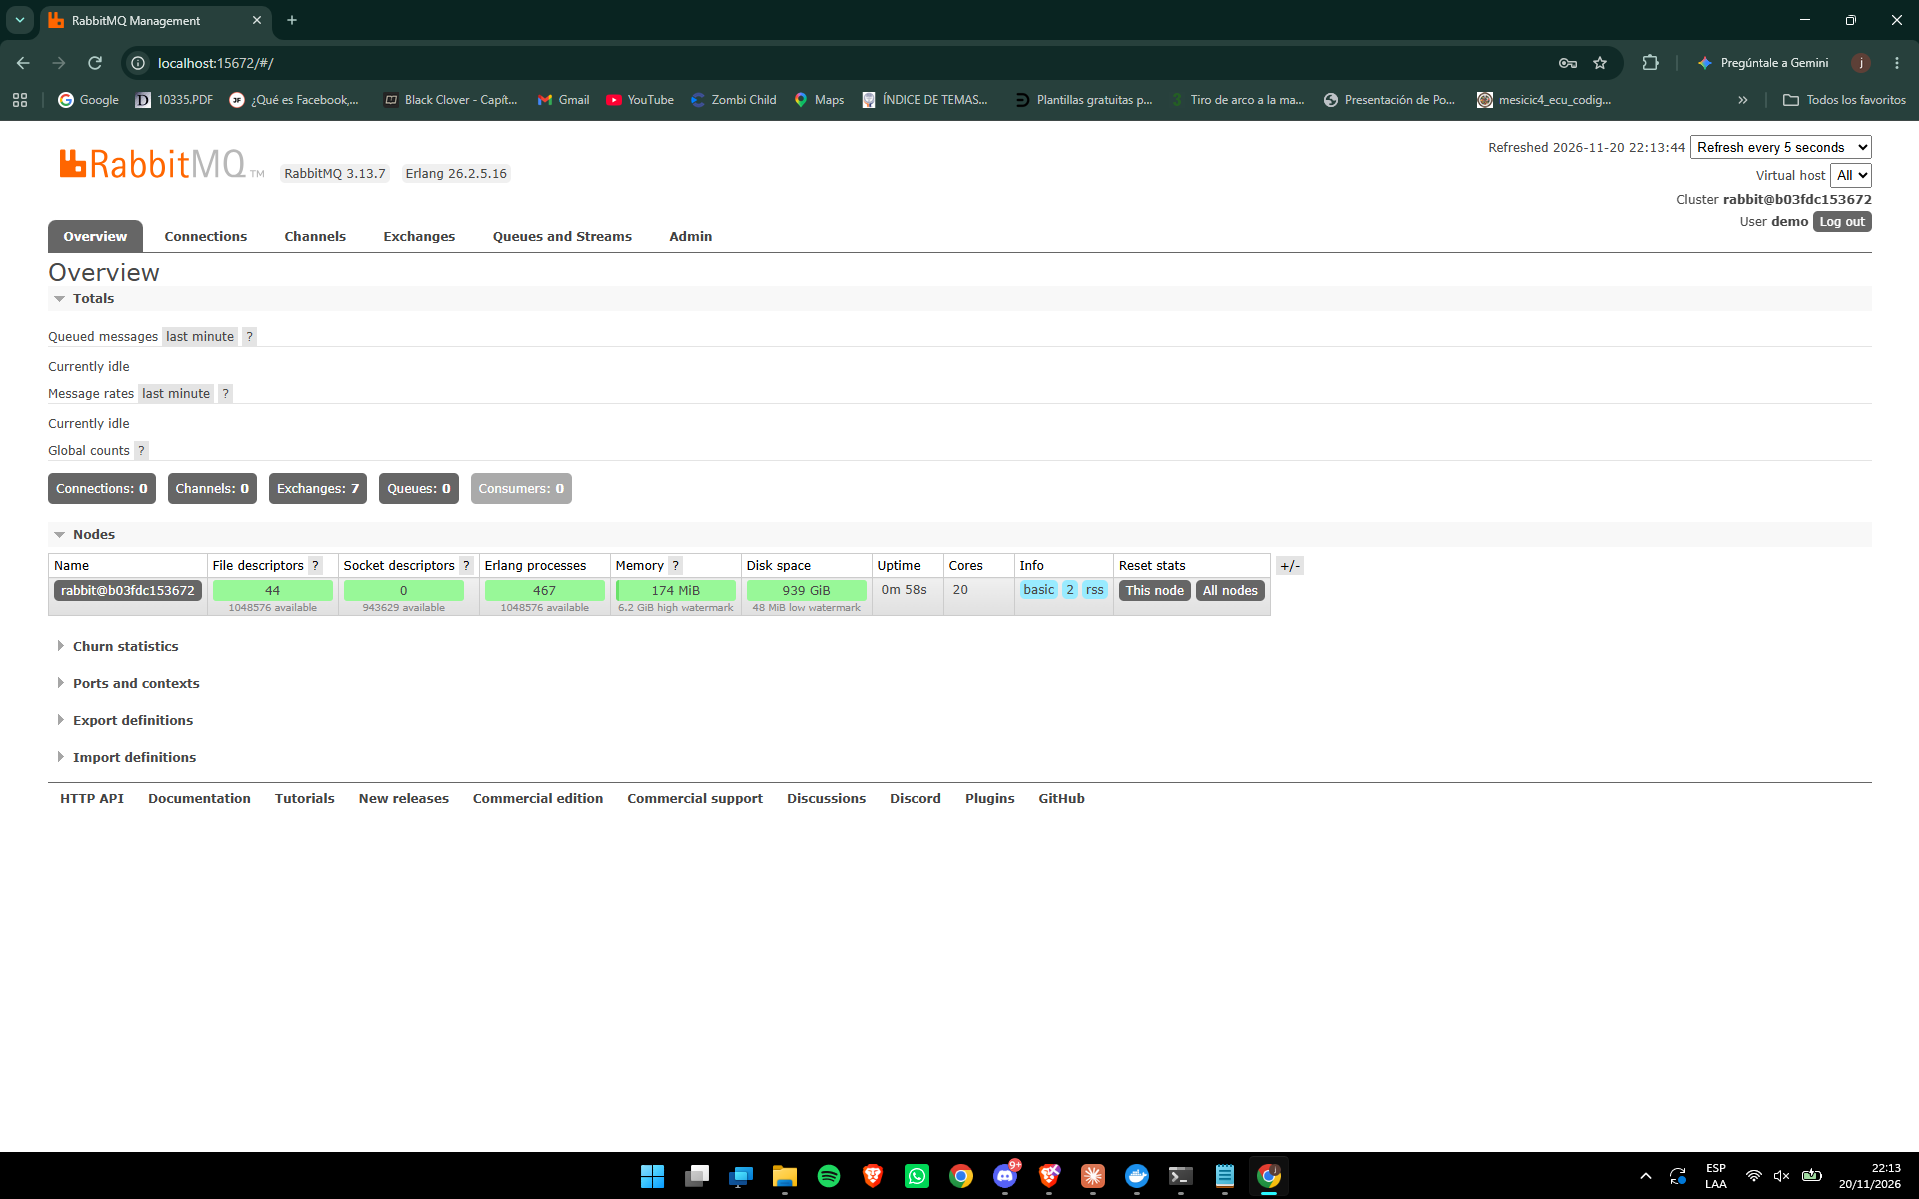 RabbitMQ Management
localhost:15672/#/
Pregúntale a Gemini
j
Google
10335.PDF
¿Qué es Facebook,...
Black Clover - Capít...
Gmail
YouTube
Zombi Child
Maps
ÍNDICE DE TEMAS...
Plantillas gratuitas p...
Tiro de arco a la ma...
Presentación de Po...
mesicic4_ecu_codig...
»
Todos los favoritos
RabbitMQ TM
RabbitMQ 3.13.7
Erlang 26.2.5.16
Refreshed 2026-11-20 22:13:44 Refresh every 5 seconds
Virtual host All
Cluster rabbit@b03fdc153672
User demo Log out
Overview
Connections
Channels
Exchanges
Queues and Streams
Admin
Overview
Totals
Queued messages last minute ?
Currently idle
Message rates last minute ?
Currently idle
Global counts ?
Connections: 0
Channels: 0
Exchanges: 7
Queues: 0
Consumers: 0
Nodes
Name File descriptors ? Socket descriptors ? Erlang processes Memory ? Disk space Uptime Cores Info Reset stats +/-
rabbit@b03fdc153672 44 0 467 174 MiB 939 GiB 0m 58s 20 basic 2 rss This node All nodes
1048576 available 943629 available 1048576 available 6.2 GiB high watermark 48 MiB low watermark
Churn statistics
Ports and contexts
Export definitions
Import definitions
HTTP API
Documentation
Tutorials
New releases
Commercial edition
Commercial support
Discussions
Discord
Plugins
GitHub
9+
ESP
LAA
22:13
20/11/2026